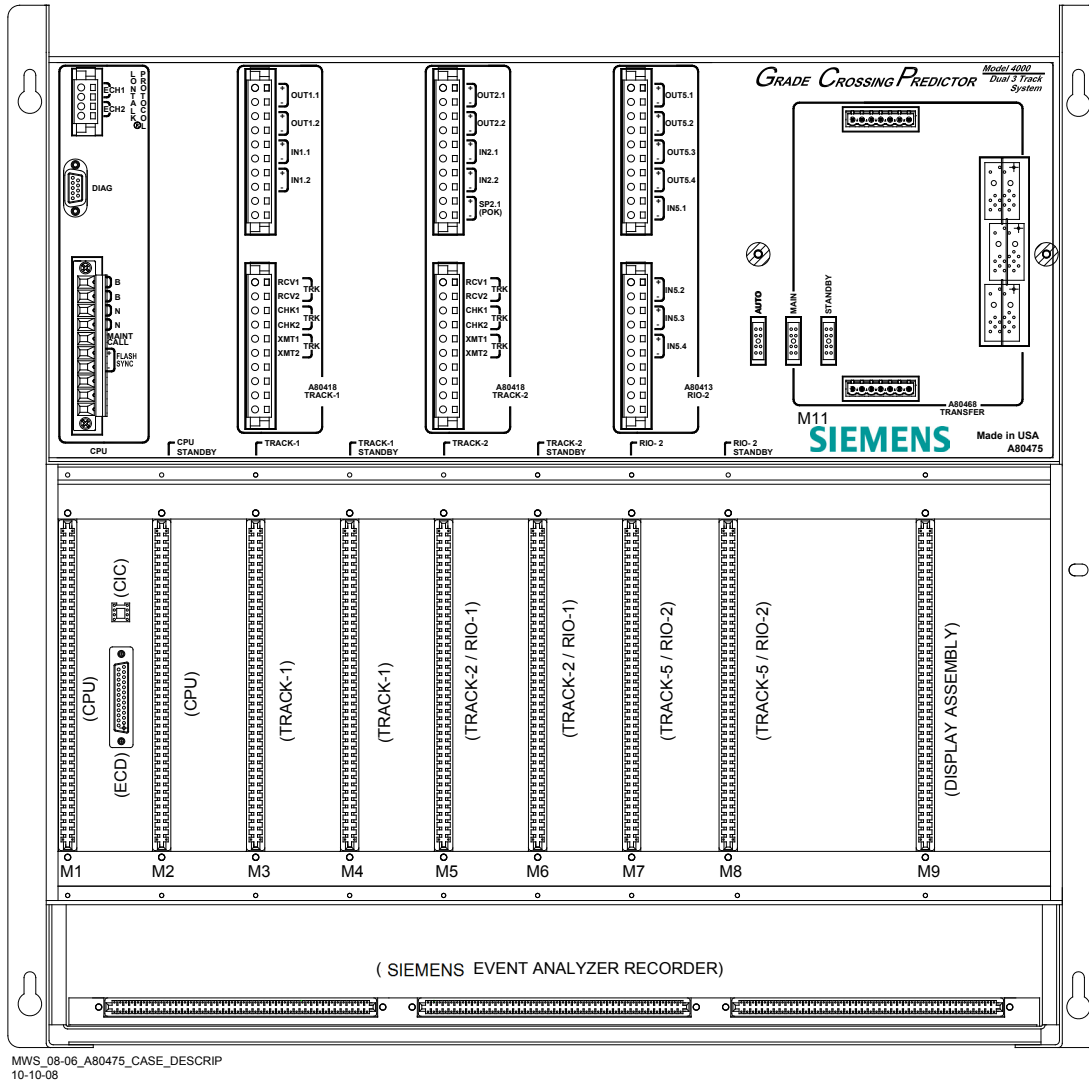 GRADE CROSSING PREDICTOR
Model 4000
Dual 3 Track
System
LONTALK
PROTOCOL
®
ECH1
ECH2
DIAG
B
B
N
N
MAINT
CALL
+
-
FLASH
SYNC
CPU
+
-
OUT1.1
+
-
OUT1.2
+
-
IN1.1
+
-
IN1.2
RCV1
RCV2
TRK
CHK1
CHK2
TRK
XMT1
XMT2
TRK
A80418
TRACK-1
+
-
OUT2.1
+
-
OUT2.2
+
-
IN2.1
+
-
IN2.2
+
-
SP2.1
(POK)
RCV1
RCV2
TRK
CHK1
CHK2
TRK
XMT1
XMT2
TRK
A80418
TRACK-2
+
-
OUT5.1
+
-
OUT5.2
+
-
OUT5.3
+
-
OUT5.4
+
-
IN5.1
+
-
IN5.2
+
-
IN5.3
+
-
IN5.4
A80413
RIO-2
AUTO
MAIN
STANDBY
A80468
TRANSFER
M11
SIEMENS
Made in USA
A80475
CPU
STANDBY
TRACK-1
TRACK-1
STANDBY
TRACK-2
TRACK-2
STANDBY
RIO- 2
RIO- 2
STANDBY
(CPU)
(ECD)
(CIC)
(CPU)
(TRACK-1)
(TRACK-1)
(TRACK-2 / RIO-1)
(TRACK-2 / RIO-1)
(TRACK-5 / RIO-2)
(TRACK-5 / RIO-2)
(DISPLAY ASSEMBLY)
M1
M2
M3
M4
M5
M6
M7
M8
M9
( SIEMENS EVENT ANALYZER RECORDER)
MWS_08-06_A80475_CASE_DESCRIP
10-10-08